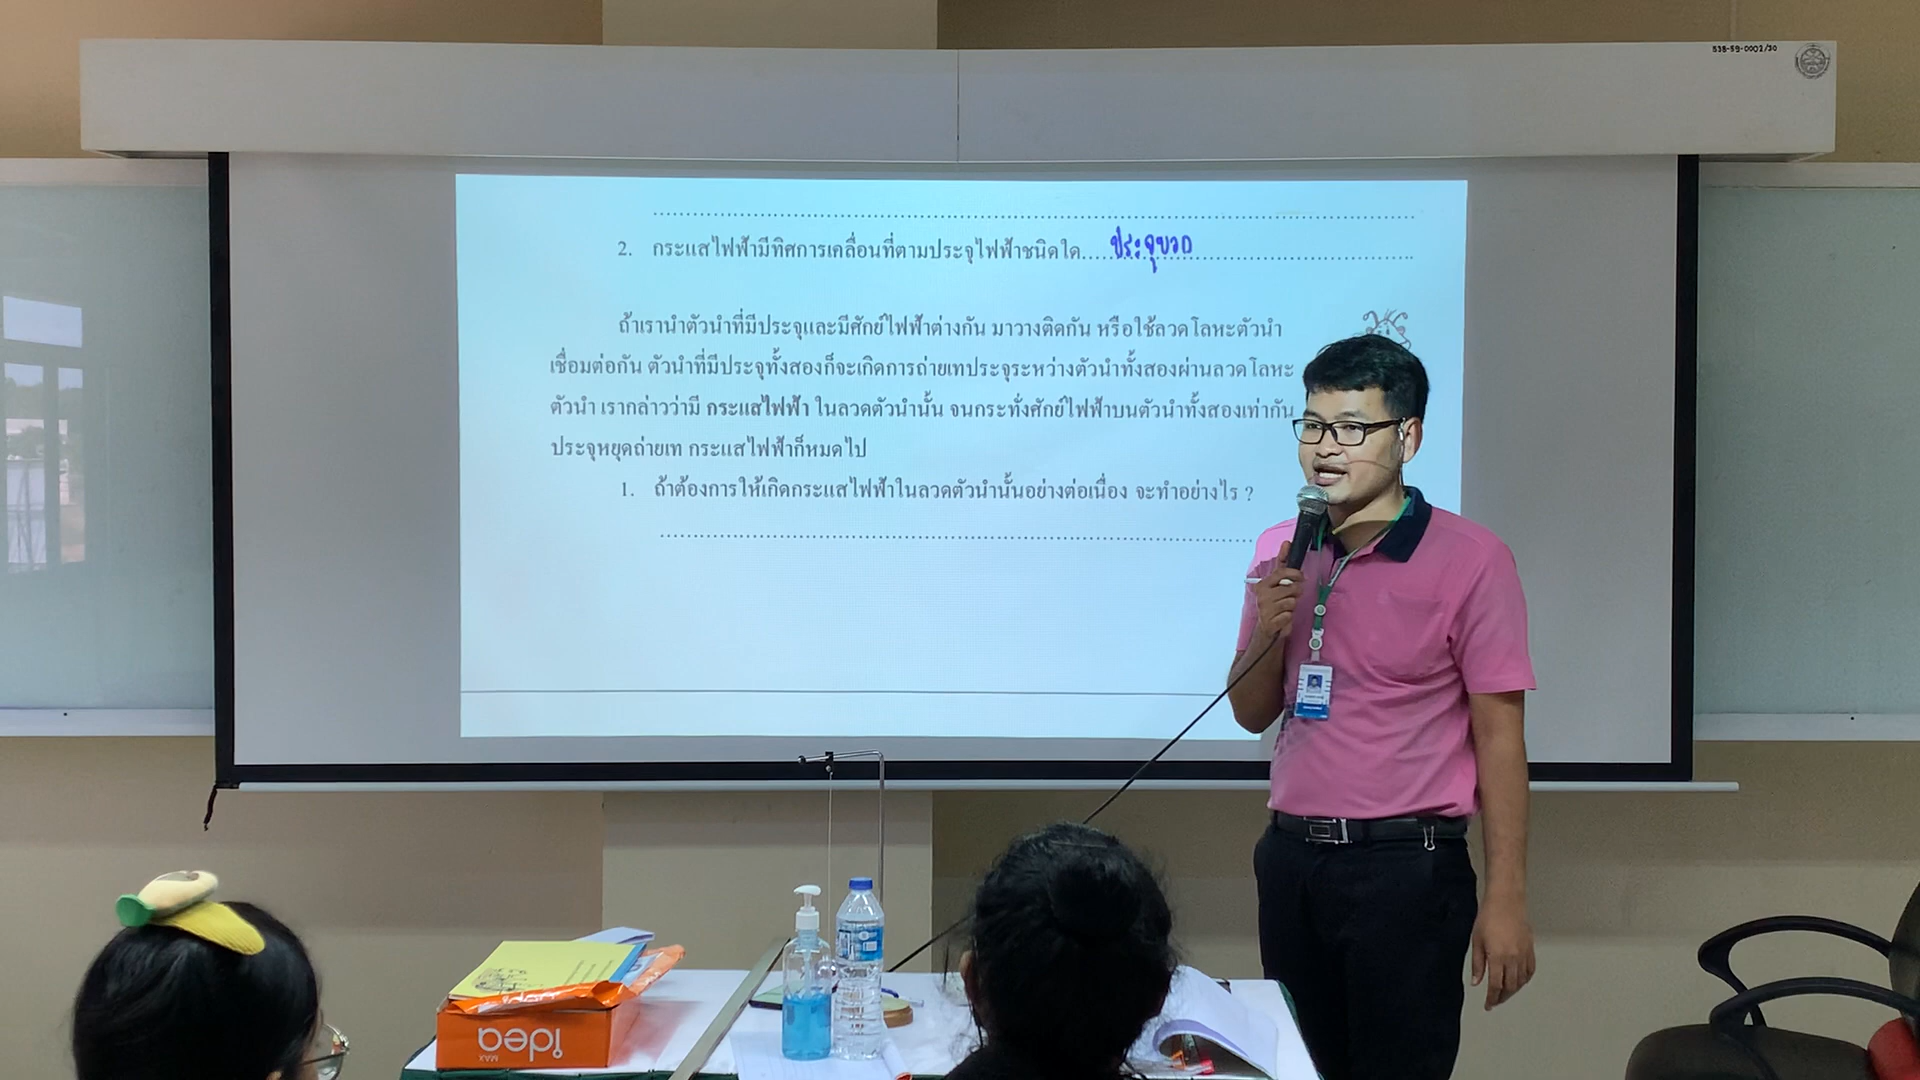 538-59-0002/30
2. กระแสไฟฟ้ามีทิศการเคลื่อนที่ตามประจุไฟฟ้าชนิดใด ประจุบวก
ถ้าเรานำตัวนำที่มีประจุและมีศักย์ไฟฟ้าต่างกัน มาวางติดกัน หรือใช้ลวดโลหะตัวนำ
เชื่อมต่อกัน ตัวนำที่มีประจุทั้งสองก็จะเกิดการถ่ายเทประจุระหว่างตัวนำทั้งสองผ่านลวดโลหะ
ตัวนำ เรากล่าวว่ามี กระแสไฟฟ้า ในลวดตัวนำนั้น จนกระทั่งศักย์ไฟฟ้าบนตัวนำทั้งสองเท่ากัน
ประจุหยุดถ่ายเท กระแสไฟฟ้าก็หมดไป
1. ถ้าต้องการให้เกิดกระแสไฟฟ้าในลวดตัวนำนั้นอย่างต่อเนื่อง จะทำอย่างไร ?
idea
MAX